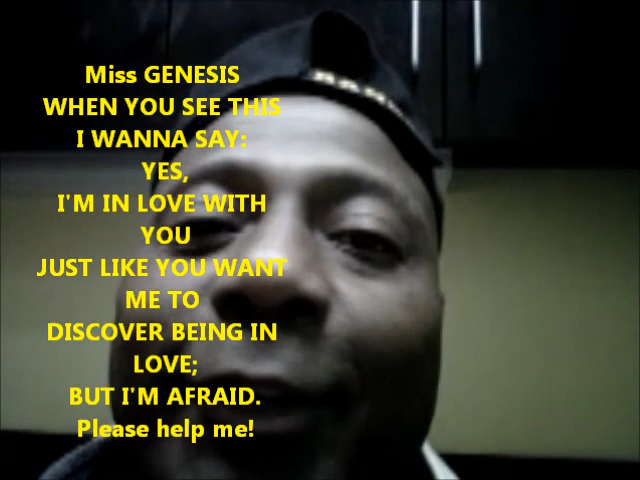 Miss GENESIS
WHEN YOU SEE THIS
I WANNA SAY:
YES,
I'M IN LOVE WITH
YOU
JUST LIKE YOU WANT
ME TO
DISCOVER BEING IN
LOVE;
BUT I'M AFRAID.
Please help me!